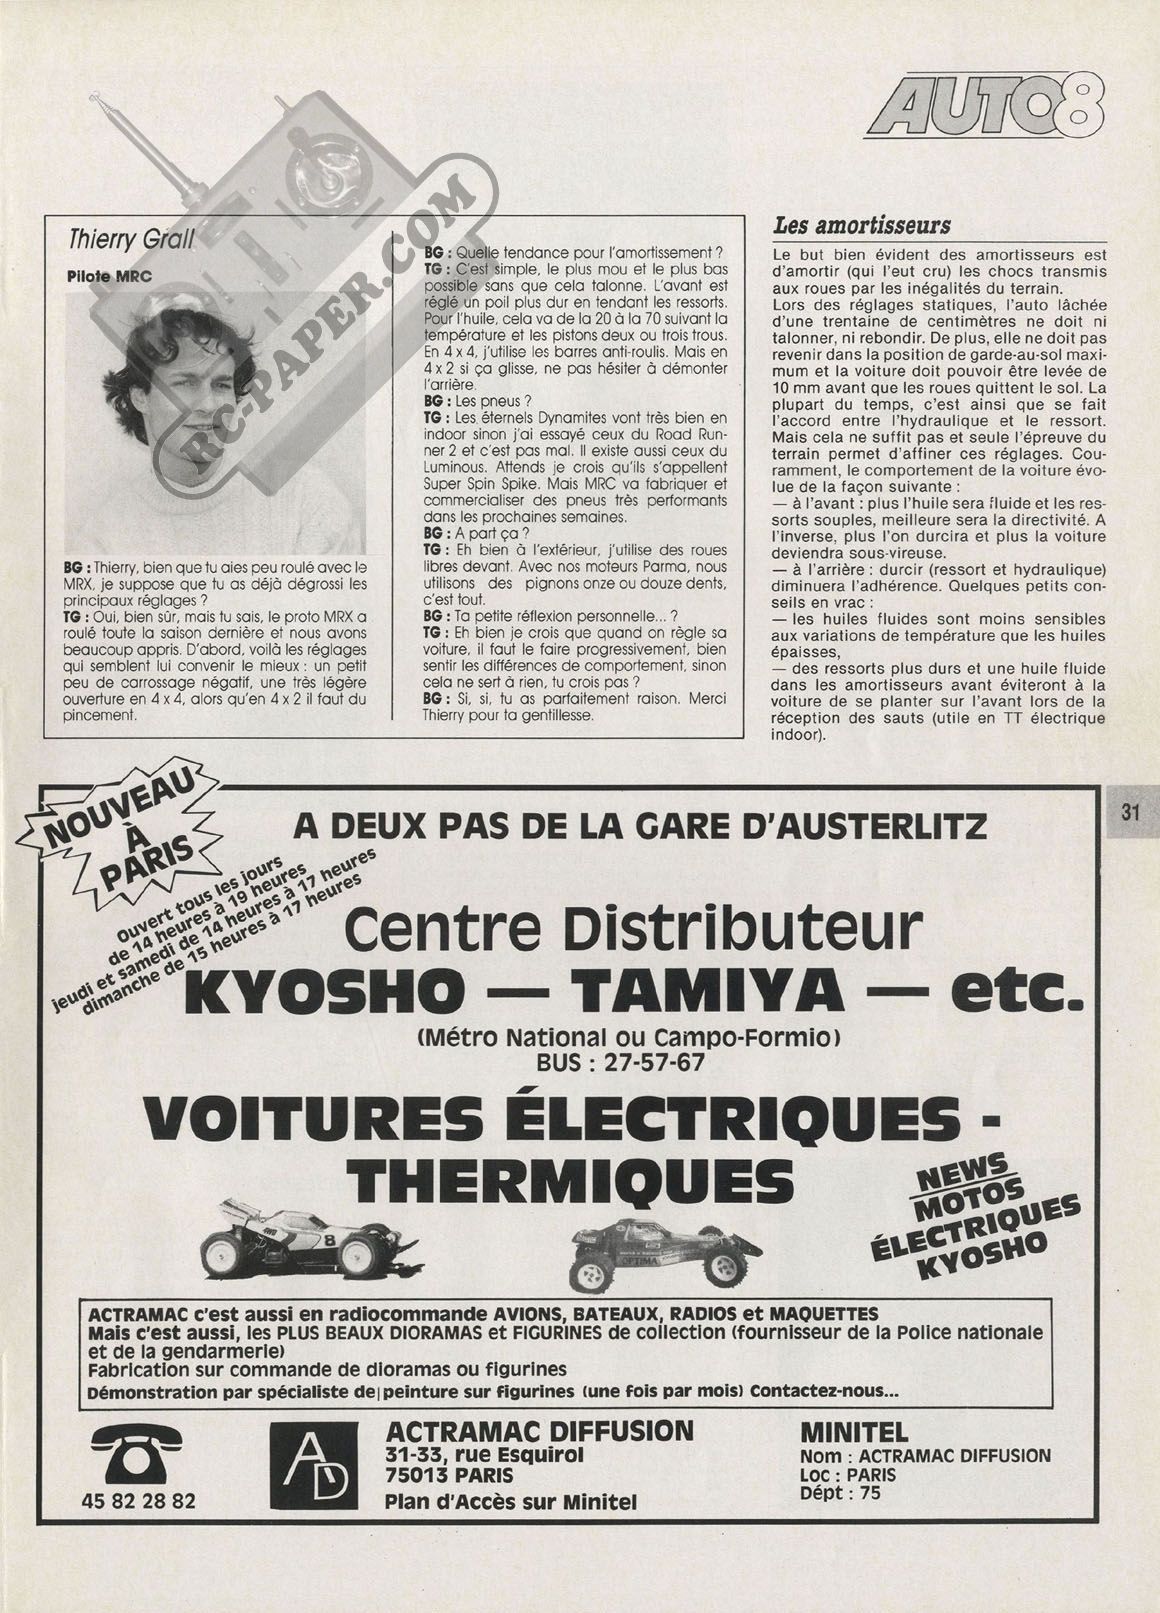 AUTO8
RC-PAPER.COM
Thierry Grall
Pilote MRC
BG : Thierry, bien que tu aies peu roulé avec le
MRX, je suppose que tu as déjà dégrossi les
principaux réglages ?
TG : Oui, bien sûr, mais tu sais, le proto MRX a
roulé toute la saison dernière et nous avons
beaucoup appris. D'abord, voilà les réglages
qui semblent lui convenir le mieux : un petit
peu de carrossage négatif, une très légère
ouverture en 4 x 4, alors qu'en 4 x 2 il faut du
pincement.
BG : Quelle tendance pour l'amortissement ?
TG : C'est simple, le plus mou et le plus bas
possible sans que cela talonne. L'avant est
réglé un poil plus dur en tendant les ressorts.
Pour l'huile, cela va de la 20 à la 70 suivant la
température et les pistons deux ou trois trous.
En 4 x 4, j'utilise les barres anti-roulis. Mais en
4 x 2 si ça glisse, ne pas hésiter à démonter
l'arrière.
BG : Les pneus ?
TG : Les éternels Dynamites vont très bien en
indoor sinon j'ai essayé ceux du Road Run-
ner 2 et c'est pas mal. Il existe aussi ceux du
Luminous. Attends je crois qu'ils s'appellent
Super Spin Spike. Mais MRC va fabriquer et
commercialiser des pneus très performants
dans les prochaines semaines.
BG : A part ça ?
TG : Eh bien à l'extérieur, j'utilise des roues
libres devant. Avec nos moteurs Parma, nous
utilisons des pignons onze ou douze dents,
c'est tout.
BG : Ta petite réflexion personnelle... ?
TG : Eh bien je crois que quand on règle sa
voiture, il faut le faire progressivement, bien
sentir les différences de comportement, sinon
cela ne sert à rien, tu crois pas ?
BG : Si, si, tu as parfaitement raison. Merci
Thierry pour ta gentillesse.
Les amortisseurs
Le but bien évident des amortisseurs est
d'amortir (qui l'eut cru) les chocs transmis
aux roues par les inégalités du terrain.
Lors des réglages statiques, l'auto lâchée
d'une trentaine de centimètres ne doit ni
talonner, ni rebondir. De plus, elle ne doit pas
revenir dans la position de garde-au-sol maxi-
mum et la voiture doit pouvoir être levée de
10 mm avant que les roues quittent le sol. La
plupart du temps, c'est ainsi que se fait
l'accord entre l'hydraulique et le ressort.
Mais cela ne suffit pas et seule l'épreuve du
terrain permet d'affiner ces réglages. Cou-
ramment, le comportement de la voiture évo-
lue de la façon suivante :
— à l'avant : plus l'huile sera fluide et les res-
sorts souples, meilleure sera la directivité. A
l'inverse, plus l'on durcira et plus la voiture
deviendra sous-vireuse.
— à l'arrière : durcir (ressort et hydraulique)
diminuera l'adhérence. Quelques petits con-
seils en vrac :
— les huiles fluides sont moins sensibles
aux variations de température que les huiles
épaisses,
— des ressorts plus durs et une huile fluide
dans les amortisseurs avant éviteront à la
voiture de se planter sur l'avant lors de la
réception des sauts (utile en TT électrique
indoor).
31
NOUVEAU
À
PARIS
ouvert tous les jours
de 14 heures à 19 heures
jeudi et samedi de 14 heures à 17 heures
dimanche de 15 heures à 17 heures
A DEUX PAS DE LA GARE D'AUSTERLITZ
Centre Distributeur
KYOSHO — TAMIYA — etc.
(Métro National ou Campo-Formio)
BUS : 27-57-67
VOITURES ÉLECTRIQUES -
THERMIQUES
NEWS
MOTOS
ÉLECTRIQUES
KYOSHO
4WD
8
OPTIMA
ACTRAMAC c'est aussi en radiocommande AVIONS, BATEAUX, RADIOS et MAQUETTES
Mais c'est aussi, les PLUS BEAUX DIORAMAS et FIGURINES de collection (fournisseur de la Police nationale
et de la gendarmerie)
Fabrication sur commande de dioramas ou figurines
Démonstration par spécialiste de peinture sur figurines (une fois par mois) Contactez-nous...
45 82 28 82
AD
ACTRAMAC DIFFUSION
31-33, rue Esquirol
75013 PARIS
Plan d'Accès sur Minitel
MINITEL
Nom : ACTRAMAC DIFFUSION
Loc : PARIS
Dépt : 75